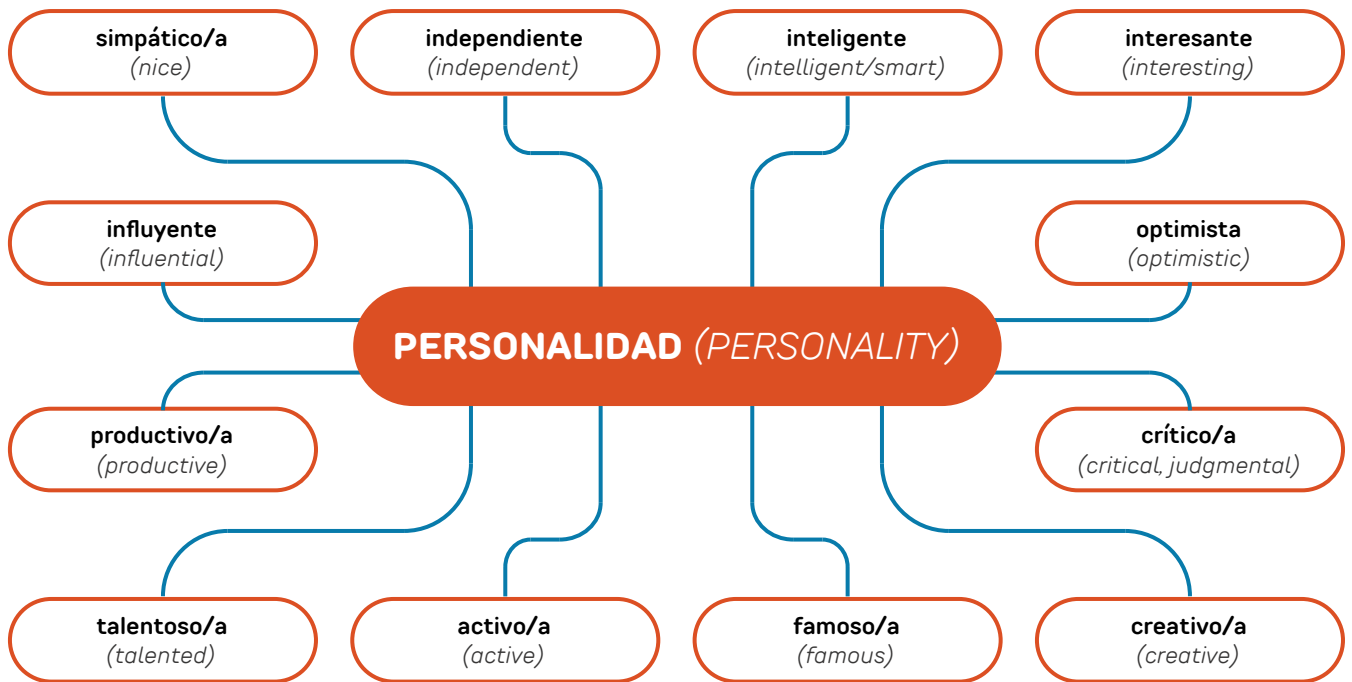 simpático/a
(nice)
independiente
(independent)
inteligente
(intelligent/smart)
interesante
(interesting)
influyente
(influential)
optimista
(optimistic)
PERSONALIDAD (PERSONALITY)
productivo/a
(productive)
crítico/a
(critical, judgmental)
talentoso/a
(talented)
activo/a
(active)
famoso/a
(famous)
creativo/a
(creative)